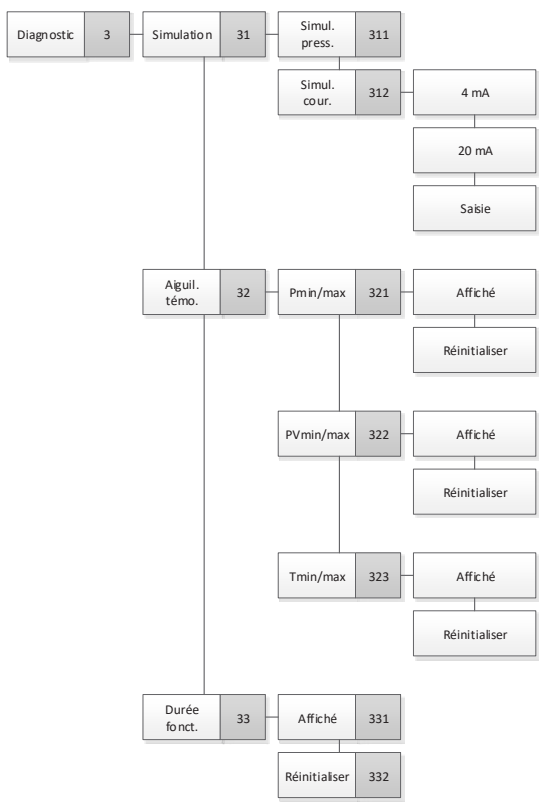 Diagnostic 3
Simulation 31
Simul.
press. 311
Simul.
cour. 312
4 mA
20 mA
Saisie
Aiguil.
témo. 32
Pmin/max 321
Affiché
Réinitialiser
PVmin/max 322
Affiché
Réinitialiser
Tmin/max 323
Affiché
Réinitialiser
Durée
fonct. 33
Affiché 331
Réinitialiser 332